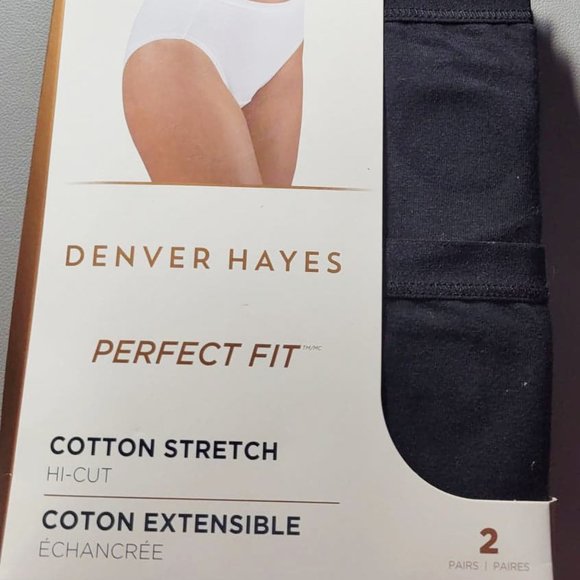 DENVER HAYES
PERFECT FIT™/MC
COTTON STRETCH
HI-CUT
COTON EXTENSIBLE
ÉCHANCRÉE
2
PAIRS | PAIRES